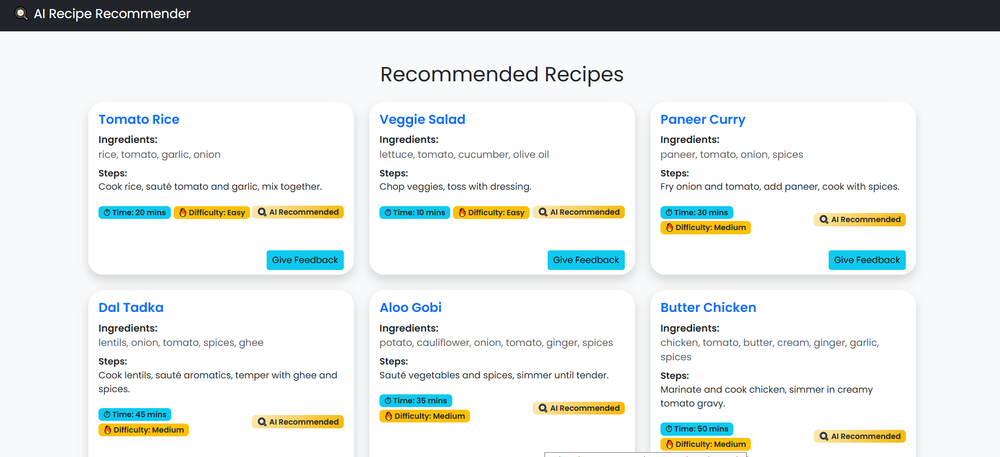 AI Recipe Recommender
Recommended Recipes
Tomato Rice
Ingredients:
rice, tomato, garlic, onion
Steps:
Cook rice, sauté tomato and garlic, mix together.
Time: 20 mins
Difficulty: Easy
AI Recommended
Give Feedback
Veggie Salad
Ingredients:
lettuce, tomato, cucumber, olive oil
Steps:
Chop veggies, toss with dressing.
Time: 10 mins
Difficulty: Easy
AI Recommended
Give Feedback
Paneer Curry
Ingredients:
paneer, tomato, onion, spices
Steps:
Fry onion and tomato, add paneer, cook with spices.
Time: 30 mins
Difficulty: Medium
AI Recommended
Give Feedback
Dal Tadka
Ingredients:
lentils, onion, tomato, spices, ghee
Steps:
Cook lentils, sauté aromatics, temper with ghee and
spices.
Time: 45 mins
Difficulty: Medium
AI Recommended
Aloo Gobi
Ingredients:
potato, cauliflower, onion, tomato, ginger, spices
Steps:
Sauté vegetables and spices, simmer until tender.
Time: 35 mins
Difficulty: Medium
AI Recommended
Butter Chicken
Ingredients:
chicken, tomato, butter, cream, ginger, garlic,
spices
Steps:
Marinate and cook chicken, simmer in creamy
tomato gravy.
Time: 50 mins
Difficulty: Medium
AI Recommended